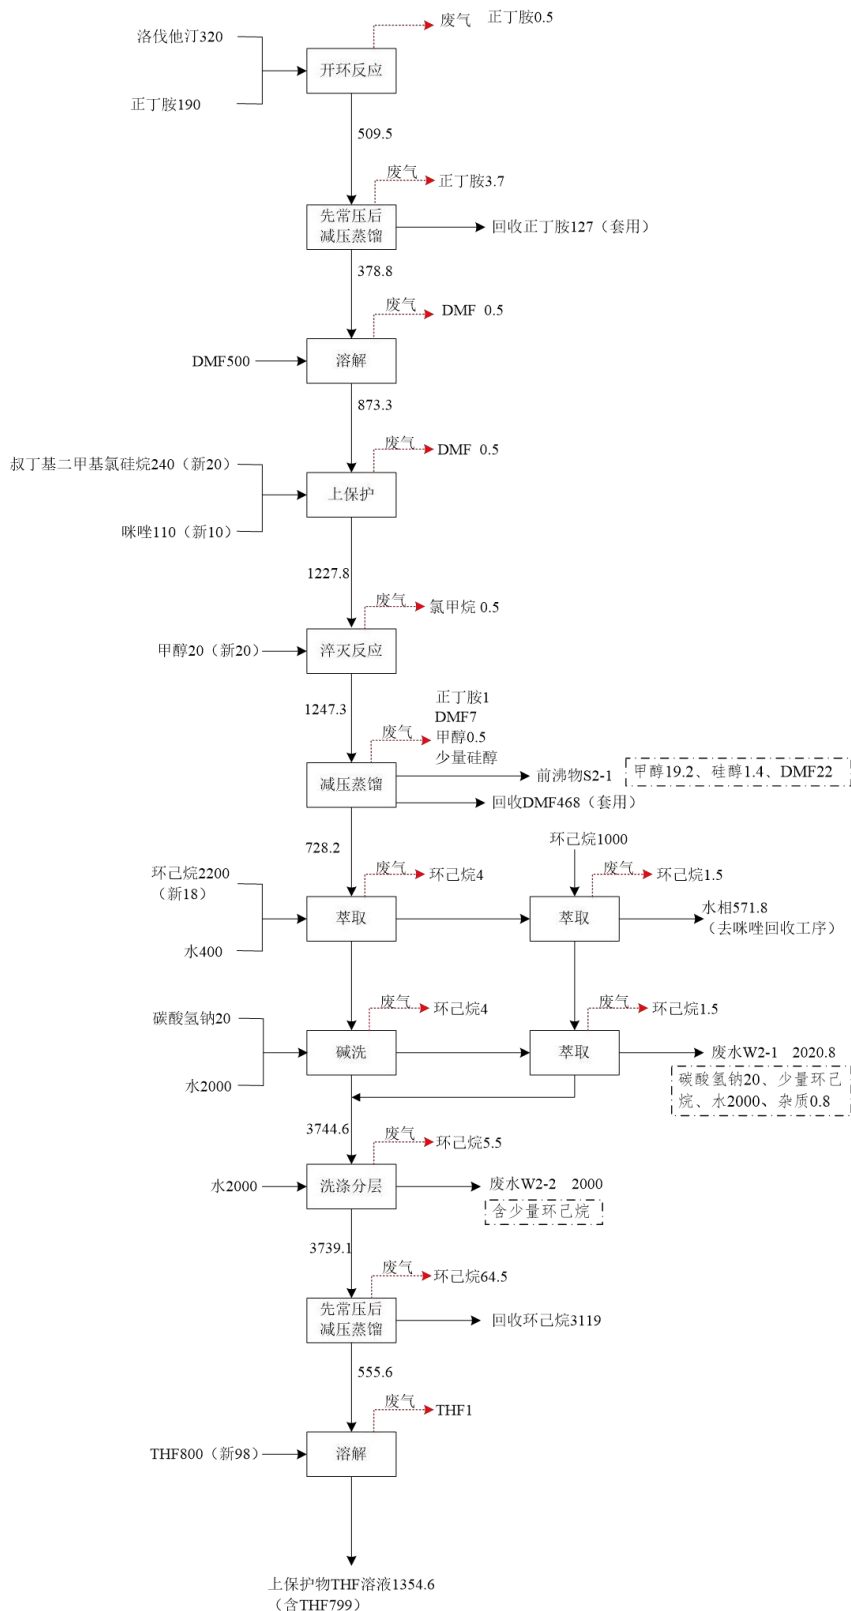 废气 正丁胺0.5
洛伐他汀320
开环反应
正丁胺190
509.5
废气
正丁胺3.7
先常压后
减压蒸馏
回收正丁胺127（套用）
378.8
废气
DMF 0.5
DMF500
溶解
873.3
废气
DMF 0.5
叔丁基二甲基氯硅烷240（新20）
上保护
咪唑110（新10）
1227.8
废气
氯甲烷 0.5
甲醇20（新20）
淬灭反应
1247.3
正丁胺1
DMF7
甲醇0.5
少量硅醇
废气
减压蒸馏
前沸物S2-1
甲醇19.2、硅醇1.4、DMF22
回收DMF468（套用）
728.2
环己烷1000
环己烷2200
（新18）
废气
环己烷4
废气
环己烷1.5
萃取
萃取
水相571.8
（去咪唑回收工序）
水400
碳酸氢钠20
废气
环己烷4
废气
环己烷1.5
碱洗
萃取
废水W2-1 2020.8
水2000
碳酸氢钠20、少量环己
烷、水2000、杂质0.8
3744.6
废气
环己烷5.5
水2000
洗涤分层
废水W2-2 2000
含少量环己烷
3739.1
废气
环己烷64.5
先常压后
减压蒸馏
回收环己烷3119
555.6
废气
THF1
THF800（新98）
溶解
上保护物THF溶液1354.6
（含THF799）